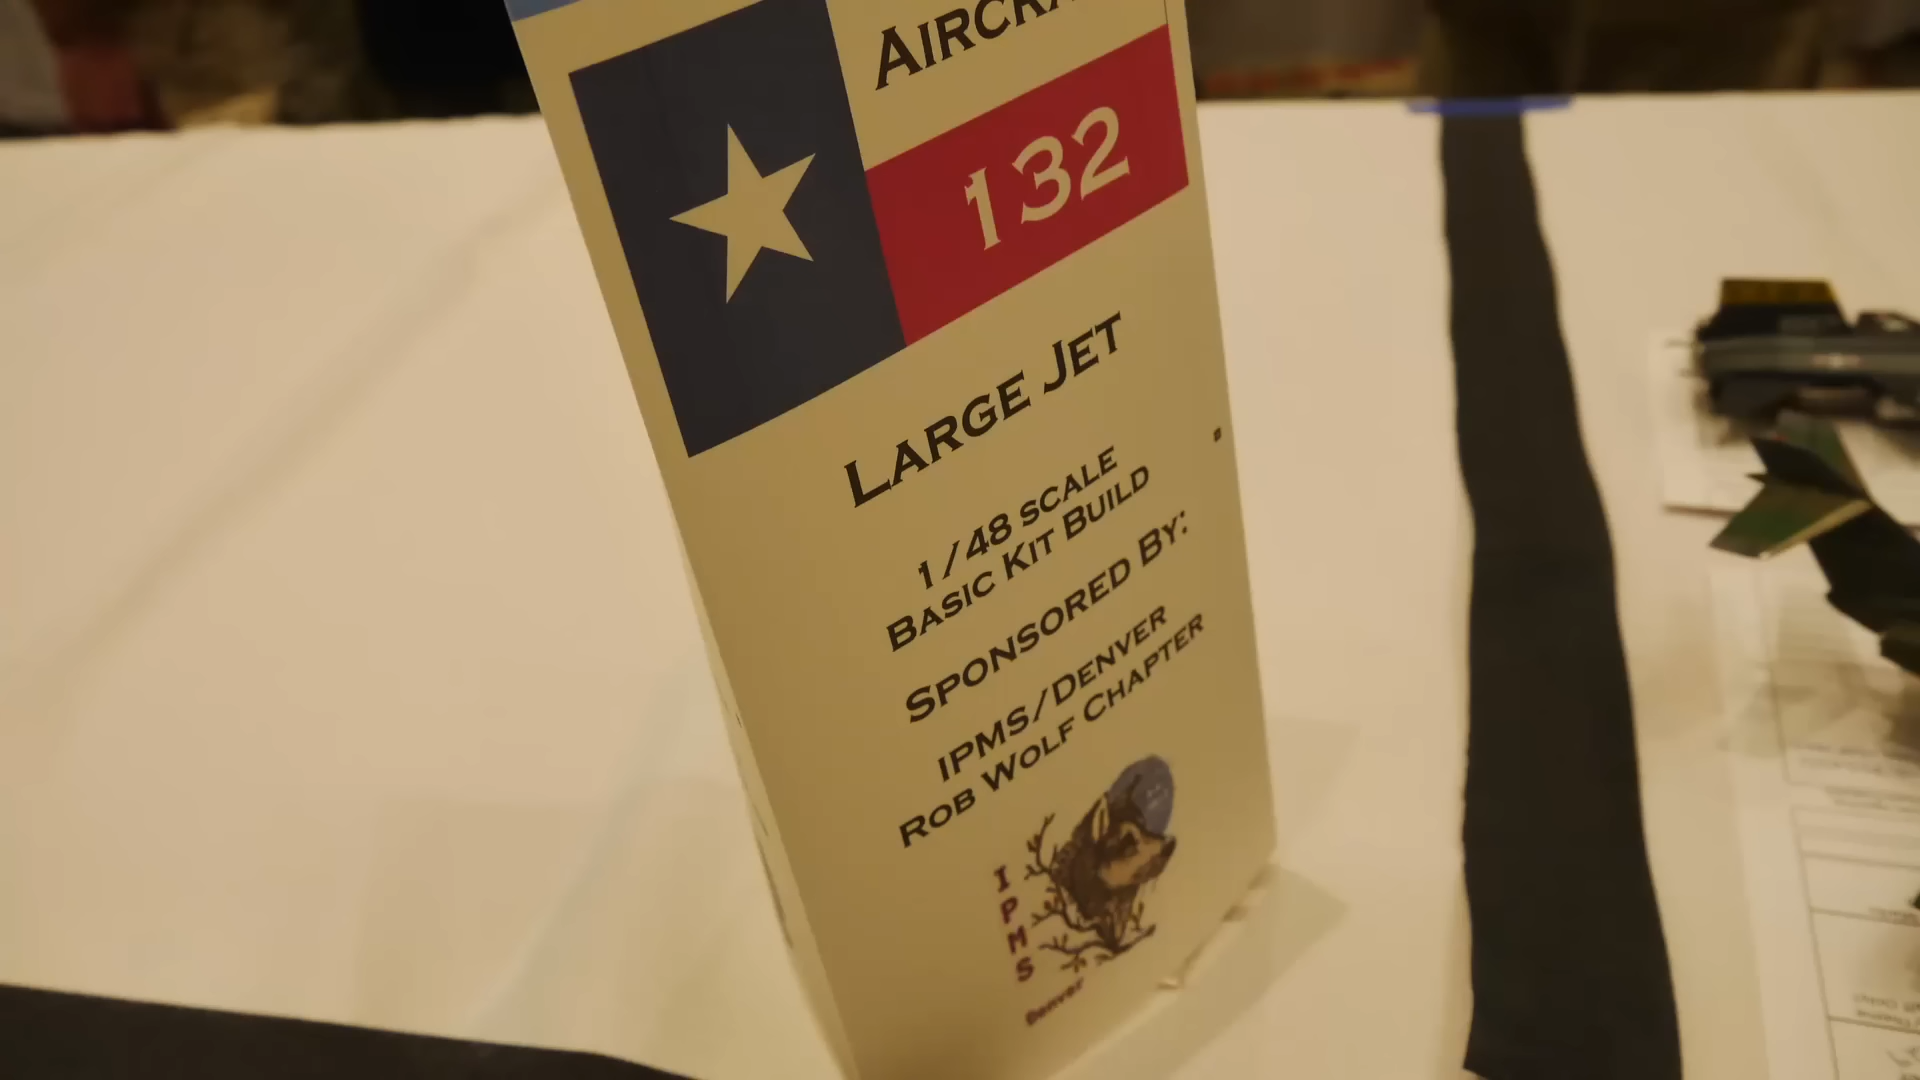 AIRCRA
132
LARGE JET
1/48 SCALE
BASIC KIT BUILD
SPONSORED BY:
IPMS/DENVER
ROB WOLF CHAPTER
IPMS
Denver